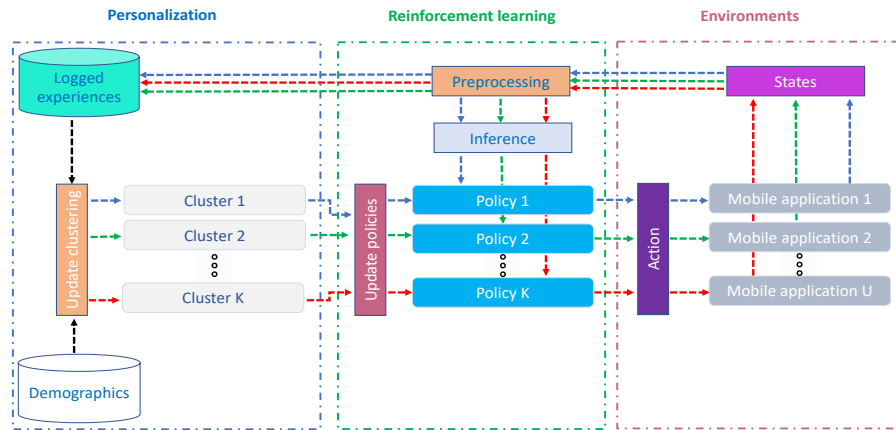 Personalization
Reinforcement learning
Environments
Logged
experiences
Preprocessing
States
Inference
Update clustering
Cluster 1
Cluster 2
Cluster K
Update policies
Policy 1
Policy 2
Policy K
Action
Mobile application 1
Mobile application 2
Mobile application U
Demographics